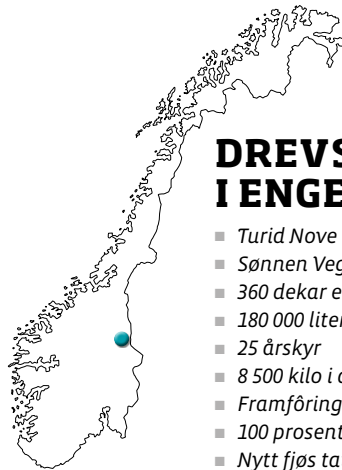 DREVS
I ENGE
■ Turid Nove
■ Sønnen Veg
■ 360 dekar e
■ 180 000 liter
■ 25 årskyr
■ 8 500 kilo i a
■ Framfôring
■ 100 prosent
■ Nytt fjøs ta